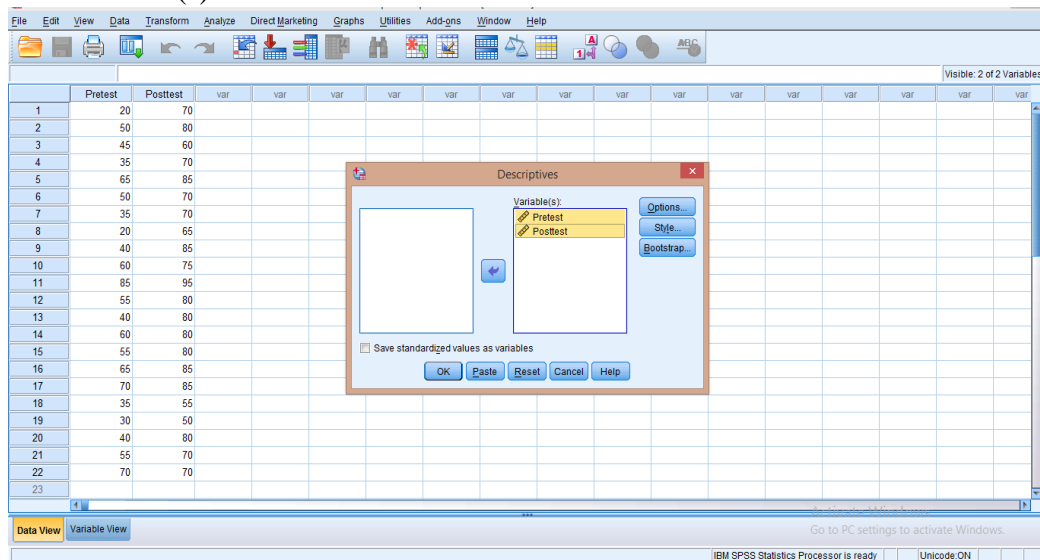 File Edit View Data Transform Analyze Direct Marketing Graphs Utilities Add-ons Window Help
Visible: 2 of 2 Variables
Pretest Posttest var var var var var var var var var var var var var var var
1 20 70
2 50 80
3 45 60
4 35 70
5 65 85
6 50 70
7 35 70
8 20 65
9 40 85
10 60 75
11 85 95
12 55 80
13 40 80
14 60 80
15 55 80
16 65 85
17 70 85
18 35 55
19 30 50
20 40 80
21 55 70
22 70 70
23
Descriptives
Variable(s):
Pretest
Posttest
Options...
Style...
Bootstrap...
Save standardized values as variables
OK Paste Reset Cancel Help
Go to PC settings to activate Windows.
Data View Variable View
IBM SPSS Statistics Processor is ready Unicode:ON